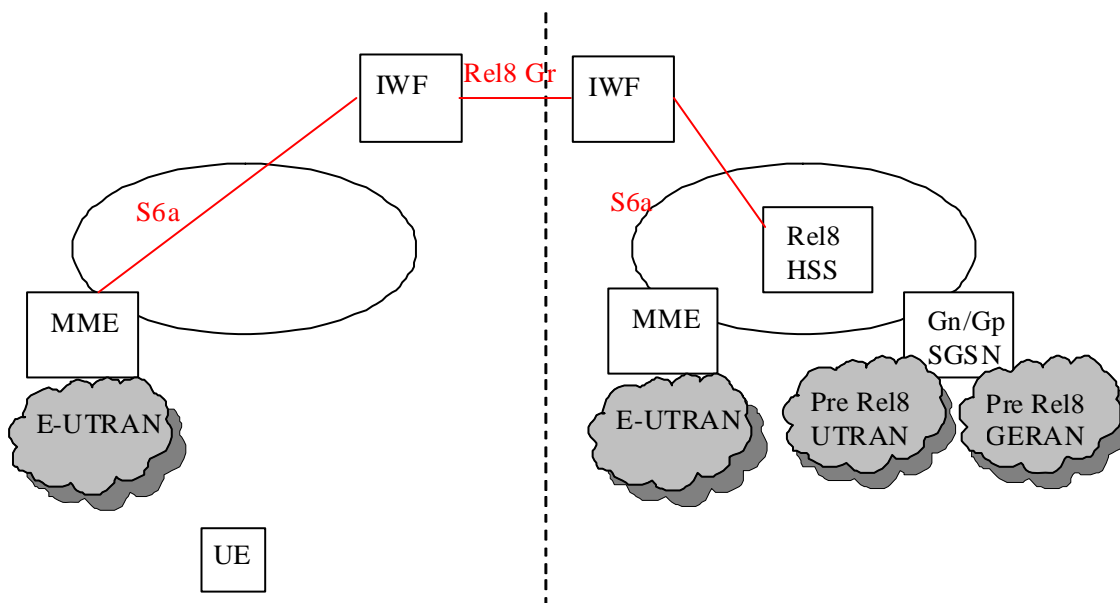 IWF
Rel8 Gr
IWF
S6a
S6a
Rel8
HSS
MME
MME
Gn/Gp
SGSN
E-UTRAN
E-UTRAN
Pre Rel8
UTRAN
Pre Rel8
GERAN
UE